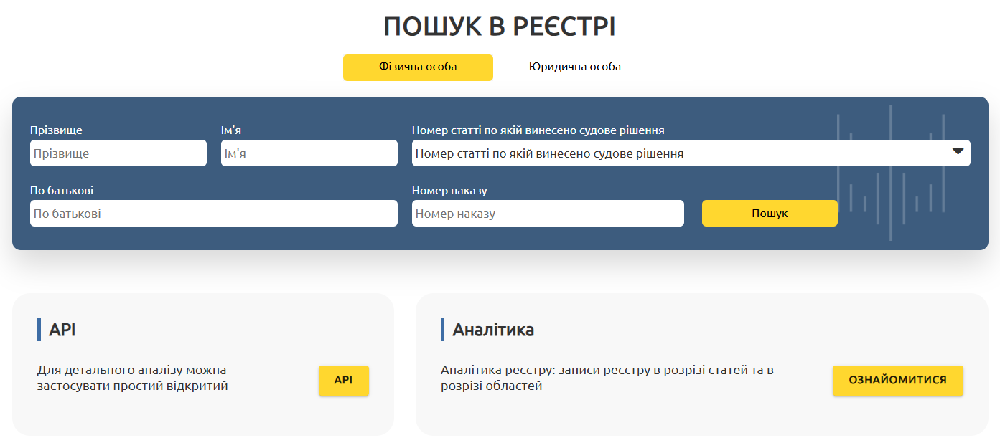 ПОШУК В РЕЄСТРІ
Фізична особа
Юридична особа
Прізвище
Ім'я
Номер статті по якій винесено судове рішення
Прізвище
Ім'я
Номер статті по якій винесено судове рішення
По батькові
Номер наказу
По батькові
Номер наказу
Пошук
API
Для детального аналізу можна
застосувати простий відкритий
API
Аналітика
Аналітика реєстру: записи реєстру в розрізі статей та в
розрізі областей
ОЗНАЙОМИТИСЯ